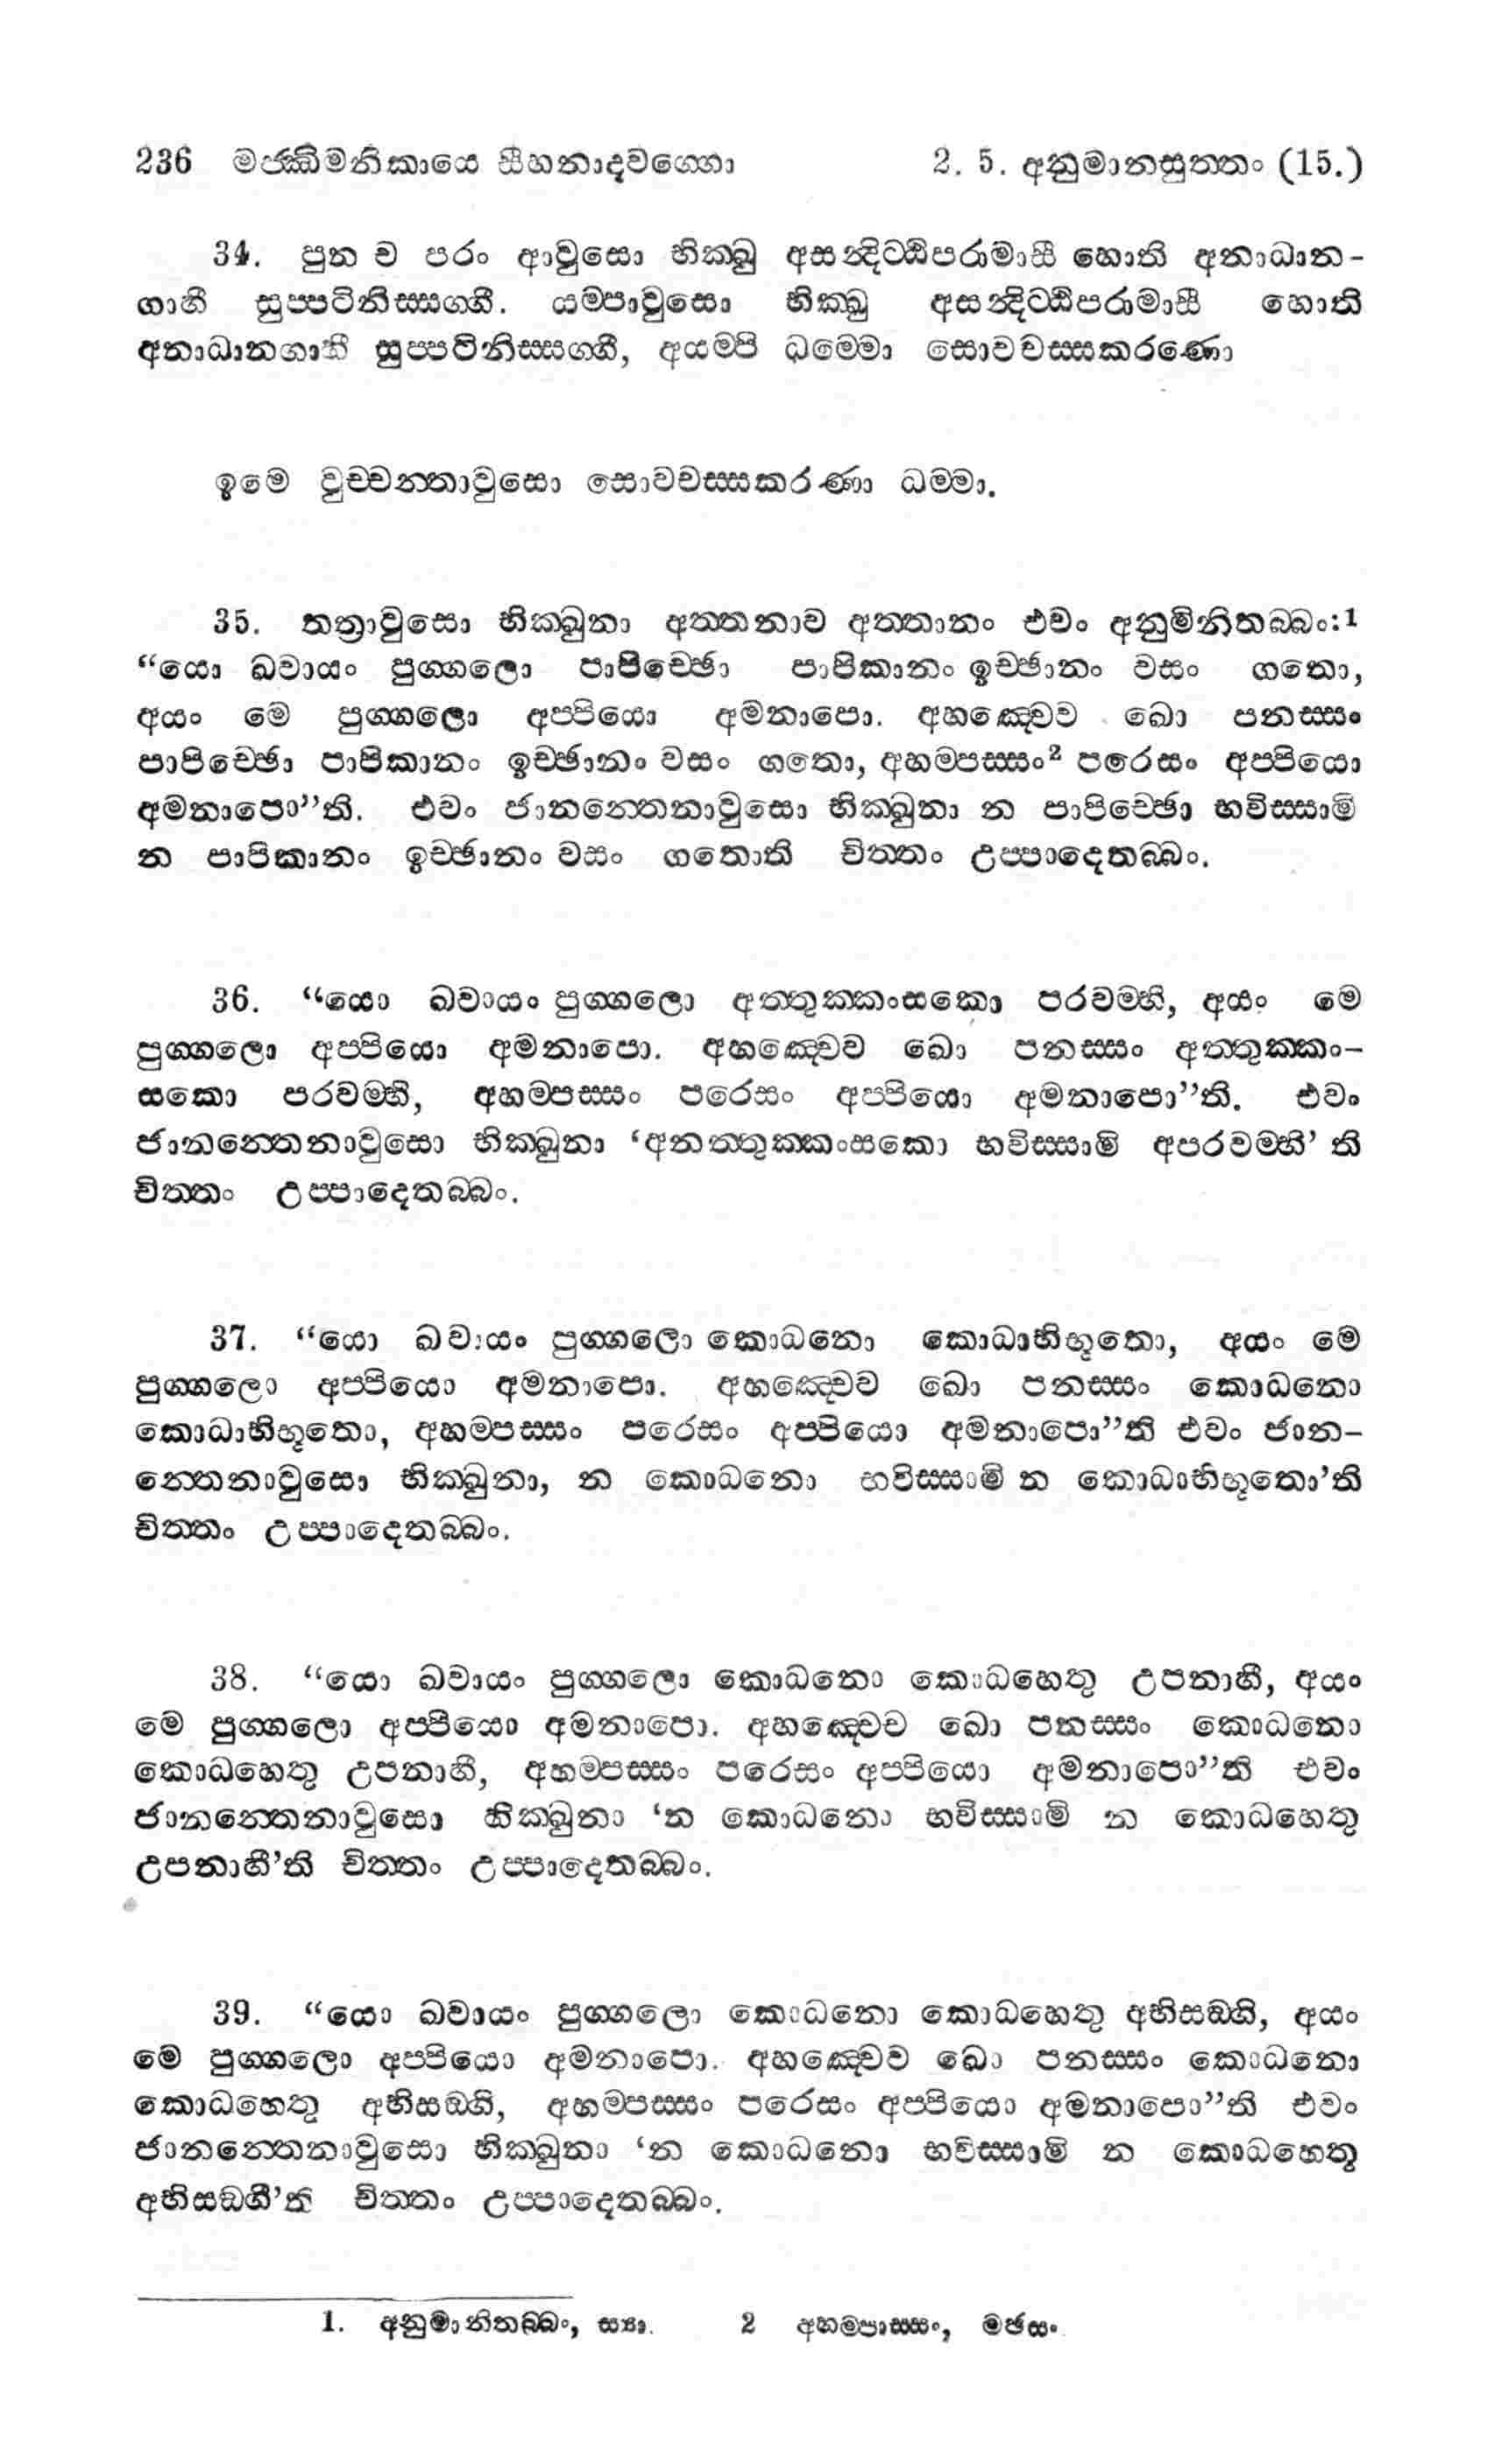 236 මජ්ඣිමනිකායෙ සීහනාදවග්ගො 2. 5. අනුමානසුත්තං (15.)
34. පුන ච පරං ආවුසො භික්ඛු අසන්දිට්ඨිපරාමාසී හොති අනාධාන-
ගාහී සුප්පටිනිස්සග්ගී. යම්පාවුසො භික්ඛු අසන්දිට්ඨිපරාමාසී හොති
අනාධානගාහී සුප්පටිනිස්සග්ගී, අයම්පි ධම්මො සොවචස්සකරණො
ඉමෙ වුච්චන්තාවුසො සොවචස්සකරණා ධම්මා.
35. තත්‍රාවුසො භික්ඛුනා අත්තනාව අත්තානං එවං අනුමිනිතබ්බං:1
“යො ඛ්වායං පුග්ගලො පාපිච්ඡො පාපිකානං ඉච්ඡානං වසං ගතො,
අයං මෙ පුග්ගලො අප්පියො අමනාපො. අහඤ්චෙව ඛො පනස්සං
පාපිච්ඡො පාපිකානං ඉච්ඡානං වසං ගතො, අහම්පස්සං² පරෙසං අප්පියො
අමනාපො”ති. එවං ජානන්තෙනාවුසො භික්ඛුනා න පාපිච්ඡො භවිස්සාමි
න පාපිකානං ඉච්ඡානං වසං ගතොති චිත්තං උප්පාදෙතබ්බං.
36. “යො ඛ්වායං පුග්ගලො අත්තුක්කංසකො පරවම්භී, අයං මෙ
පුග්ගලො අප්පියො අමනාපො. අහඤ්චෙව ඛො පනස්සං අත්තුක්කං-
සකො පරවම්භී, අහම්පස්සං පරෙසං අප්පියො අමනාපො”ති. එවං
ජානන්තෙනාවුසො භික්ඛුනා ‘අනත්තුක්කංසකො භවිස්සාමි අපරවම්භී’ ති
චිත්තං උප්පාදෙතබ්බං.
37. “යො ඛ්වායං පුග්ගලො කොධනො කොධාභිභූතො, අයං මෙ
පුග්ගලො අප්පියො අමනාපො. අහඤ්චෙව ඛො පනස්සං කොධනො
කොධාභිභූතො, අහම්පස්සං පරෙසං අප්පියො අමනාපො”ති එවං ජාන-
න්තෙනාවුසො භික්ඛුනා, න කොධනො භවිස්සාමි න කොධාභිභූතො’ති
චිත්තං උප්පාදෙතබ්බං.
38. “යො ඛ්වායං පුග්ගලො කොධනො කොධහෙතු උපනාහී, අයං
මෙ පුග්ගලො අප්පියො අමනාපො. අහඤ්චෙව ඛො පනස්සං කොධනො
කොධහෙතු උපනාහී, අහම්පස්සං පරෙසං අප්පියො අමනාපො”ති එවං
ජානන්තෙනාවුසො භික්ඛුනා ‘න කොධනො භවිස්සාමි න කොධහෙතු
උපනාහී’ති චිත්තං උප්පාදෙතබ්බං.
39. “යො ඛ්වායං පුග්ගලො කොධනො කොධහෙතු අභිසඞ්ගි, අයං
මෙ පුග්ගලො අප්පියො අමනාපො. අහඤ්චෙව ඛො පනස්සං කොධනො
කොධහෙතු අභිසඞ්ගි, අහම්පස්සං පරෙසං අප්පියො අමනාපො”ති එවං
ජානන්තෙනාවුසො භික්ඛුනා ‘න කොධනො භවිස්සාමි න කොධහෙතු
අභිසඞ්ගී’ති චිත්තං උප්පාදෙතබ්බං.
1. අනුමානිතබ්බං, ස්‍යා. 2 අහම්පාස්සං, මඡසං.